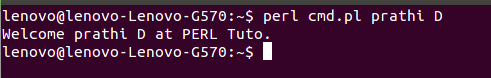 lenovo@lenovo-Lenovo-G570:~$ perl cmd.pl prathi D
Welcome prathi D at PERL Tuto.
lenovo@lenovo-Lenovo-G570:~$